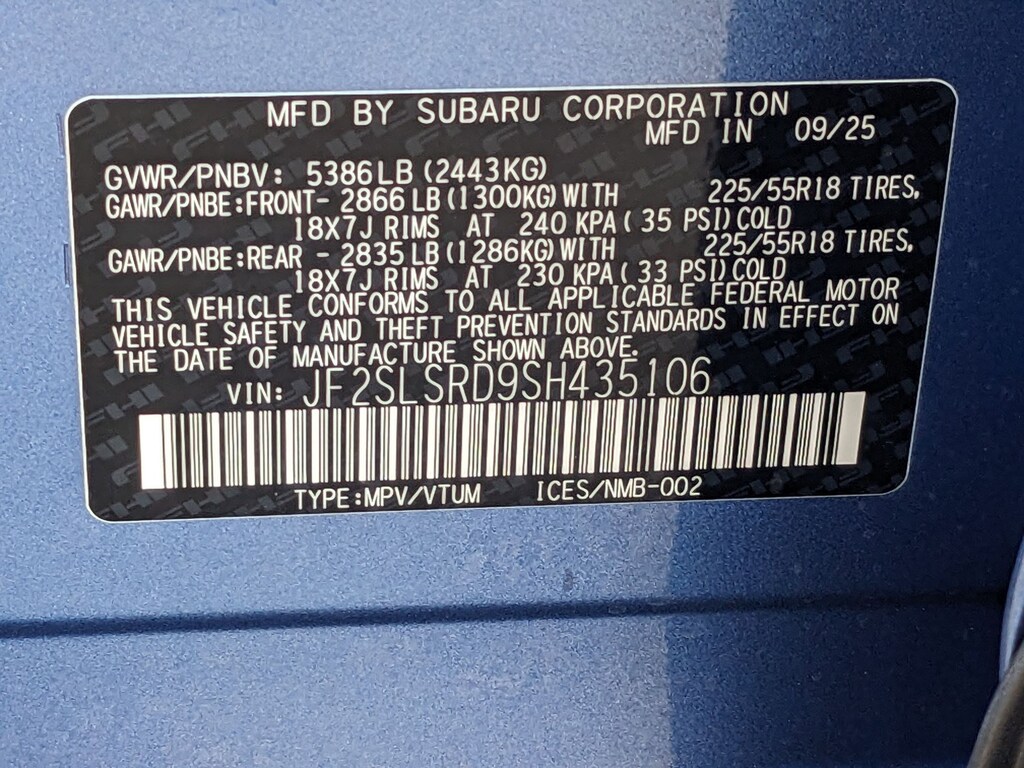 MFD BY SUBARU CORPORATION
MFD IN 09/25
GVWR/PNBV: 5386LB (2443KG)
GAWR/PNBE:FRONT- 2866 LB (1300KG) WITH 225/55R18 TIRES,
18X7J RIMS AT 240 KPA( 35 PSI)COLD
GAWR/PNBE:REAR - 2835 LB (1286KG) WITH 225/55R18 TIRES,
18X7J RIMS AT 230 KPA( 33 PSI)COLD
THIS VEHICLE CONFORMS TO ALL APPLICABLE FEDERAL MOTOR
VEHICLE SAFETY AND THEFT PREVENTION STANDARDS IN EFFECT ON
THE DATE OF MANUFACTURE SHOWN ABOVE.
VIN: JF2SLSRD9SH435106
TYPE:MPV/VTUM ICES/NMB-002